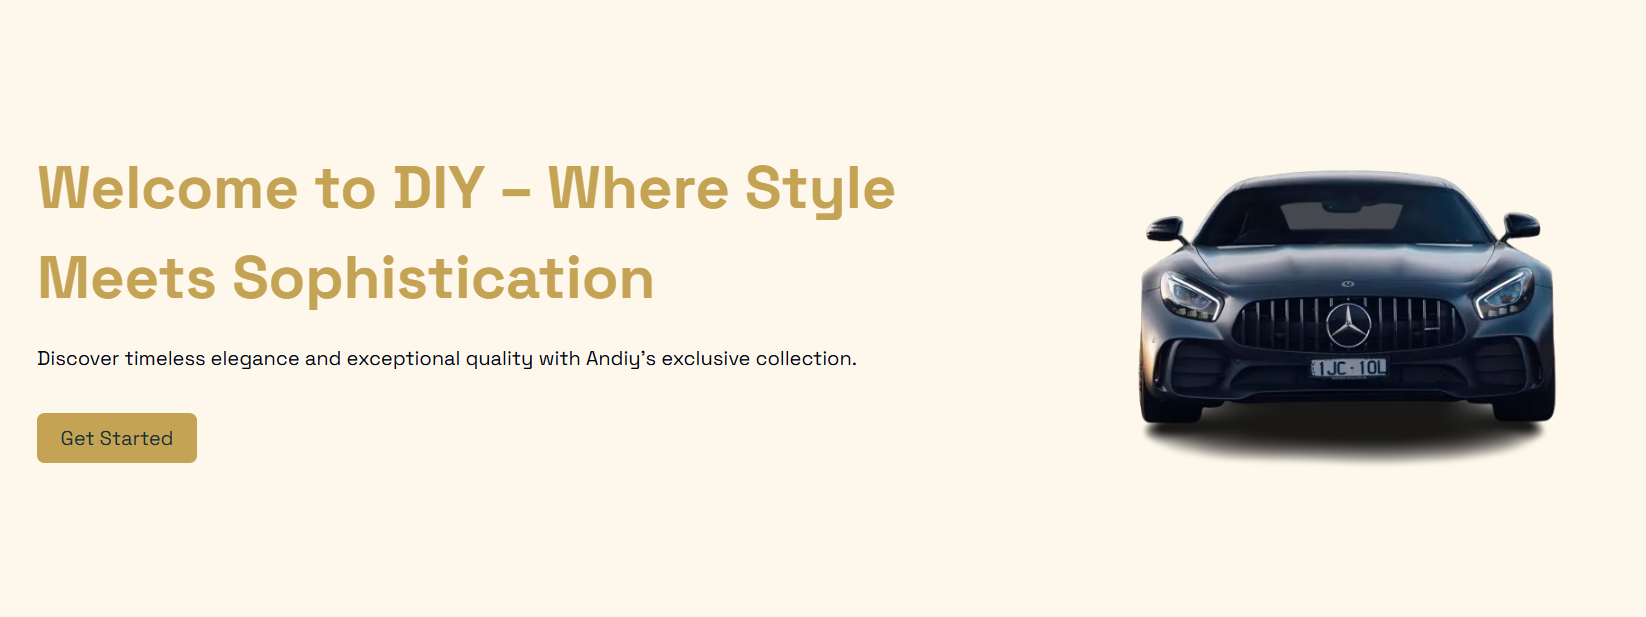 Welcome to DIY – Where Style
Meets Sophistication
Discover timeless elegance and exceptional quality with Andiy's exclusive collection.
Get Started
1JC·10L